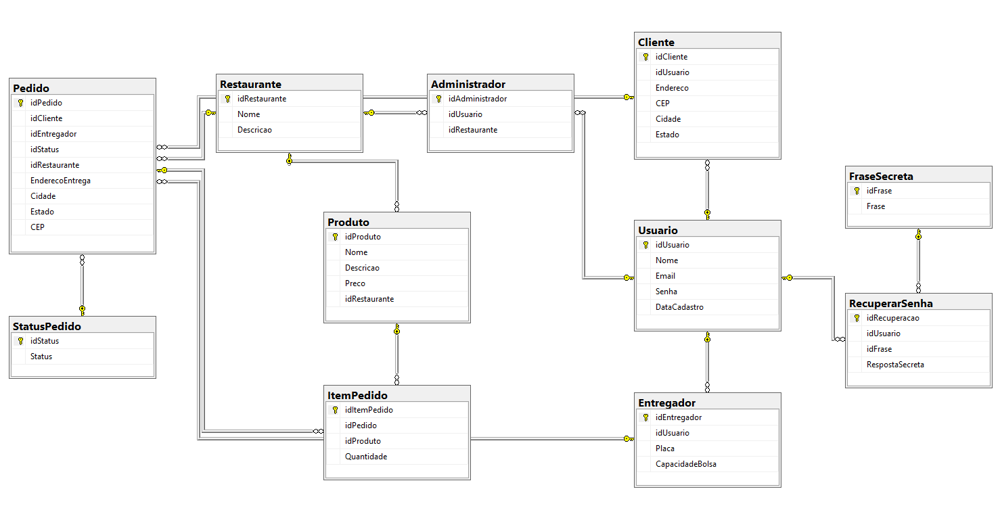 Pedido
idPedido
idCliente
idEntregador
idStatus
idRestaurante
EnderecoEntrega
Cidade
Estado
CEP
StatusPedido
idStatus
Status
Restaurante
idRestaurante
Nome
Descricao
Administrador
idAdministrador
idUsuario
idRestaurante
Produto
idProduto
Nome
Descricao
Preco
idRestaurante
ItemPedido
idItemPedido
idPedido
idProduto
Quantidade
Cliente
idCliente
idUsuario
Endereco
CEP
Cidade
Estado
Usuario
idUsuario
Nome
Email
Senha
DataCadastro
Entregador
idEntregador
idUsuario
Placa
CapacidadeBolsa
FraseSecreta
idFrase
Frase
RecuperarSenha
idRecuperacao
idUsuario
idFrase
RespostaSecreta